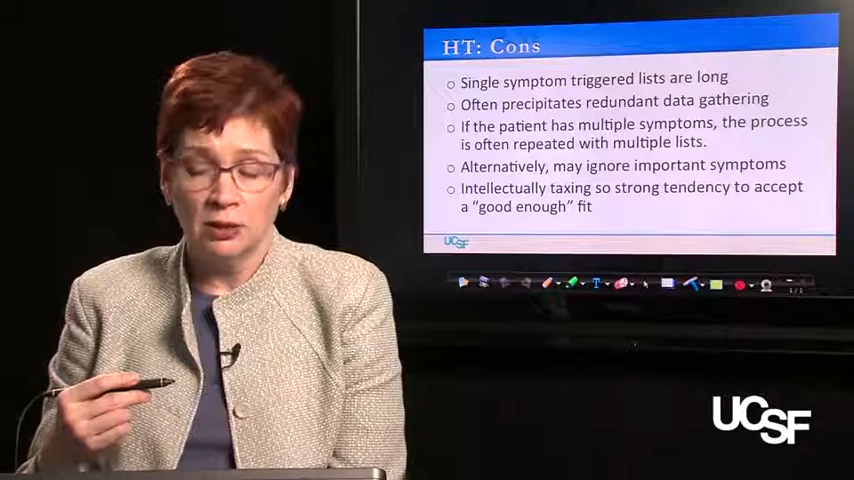 HT: Cons
Single symptom triggered lists are long
Often precipitates redundant data gathering
If the patient has multiple symptoms, the process
is often repeated with multiple lists.
Alternatively, may ignore important symptoms
Intellectually taxing so strong tendency to accept
a “good enough” fit
UCSF
T
1/1
UCSF